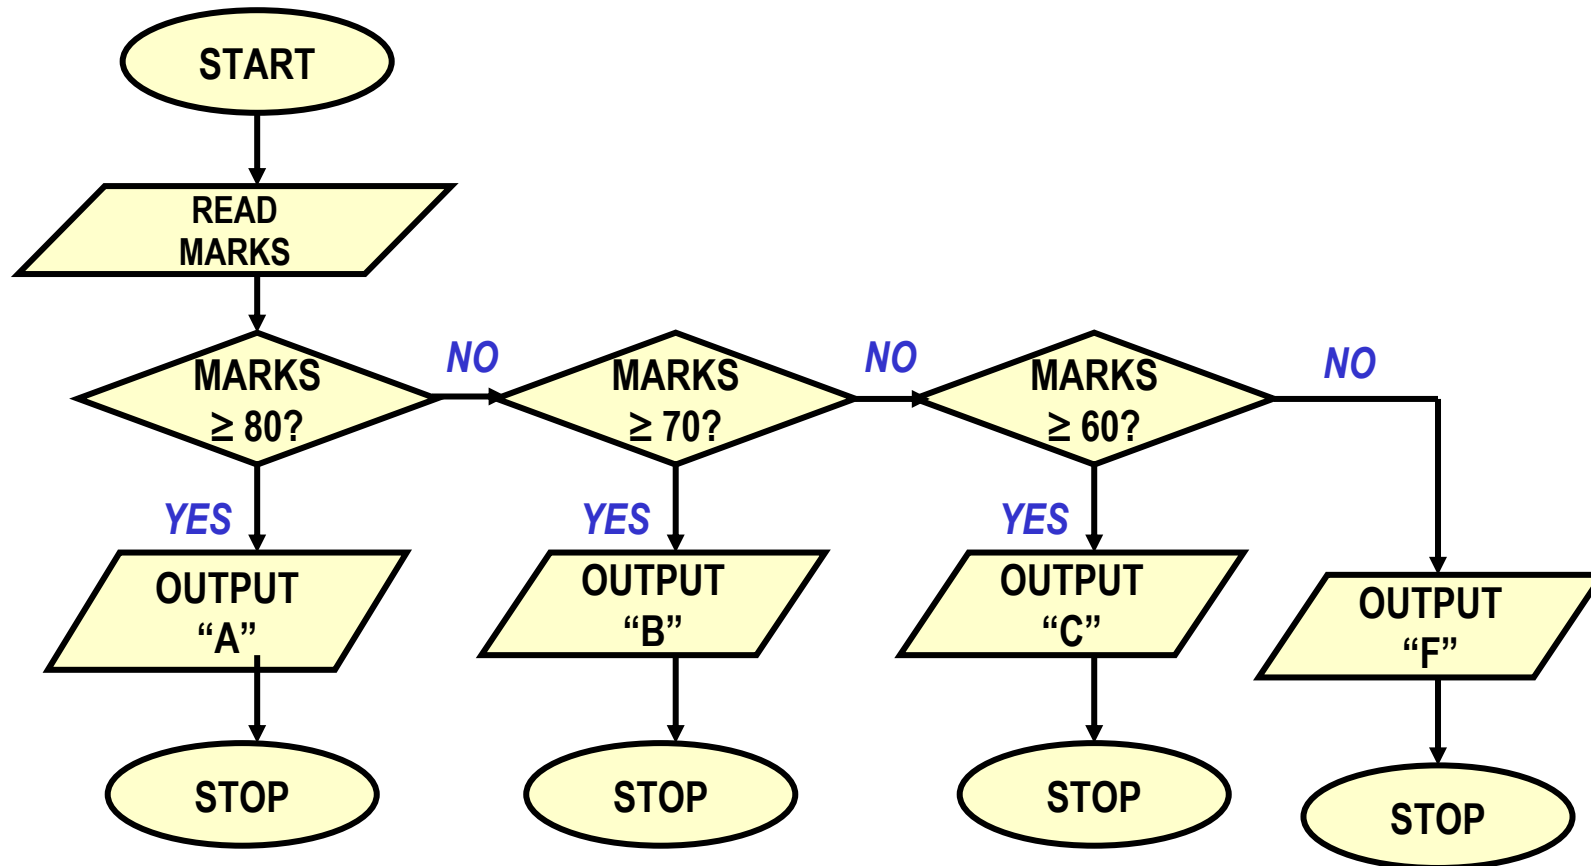 START
READ
MARKS
MARKS
≥ 80?
NO
MARKS
≥ 70?
NO
MARKS
≥ 60?
NO
YES
YES
YES
OUTPUT
“A”
OUTPUT
“B”
OUTPUT
“C”
OUTPUT
“F”
STOP
STOP
STOP
STOP